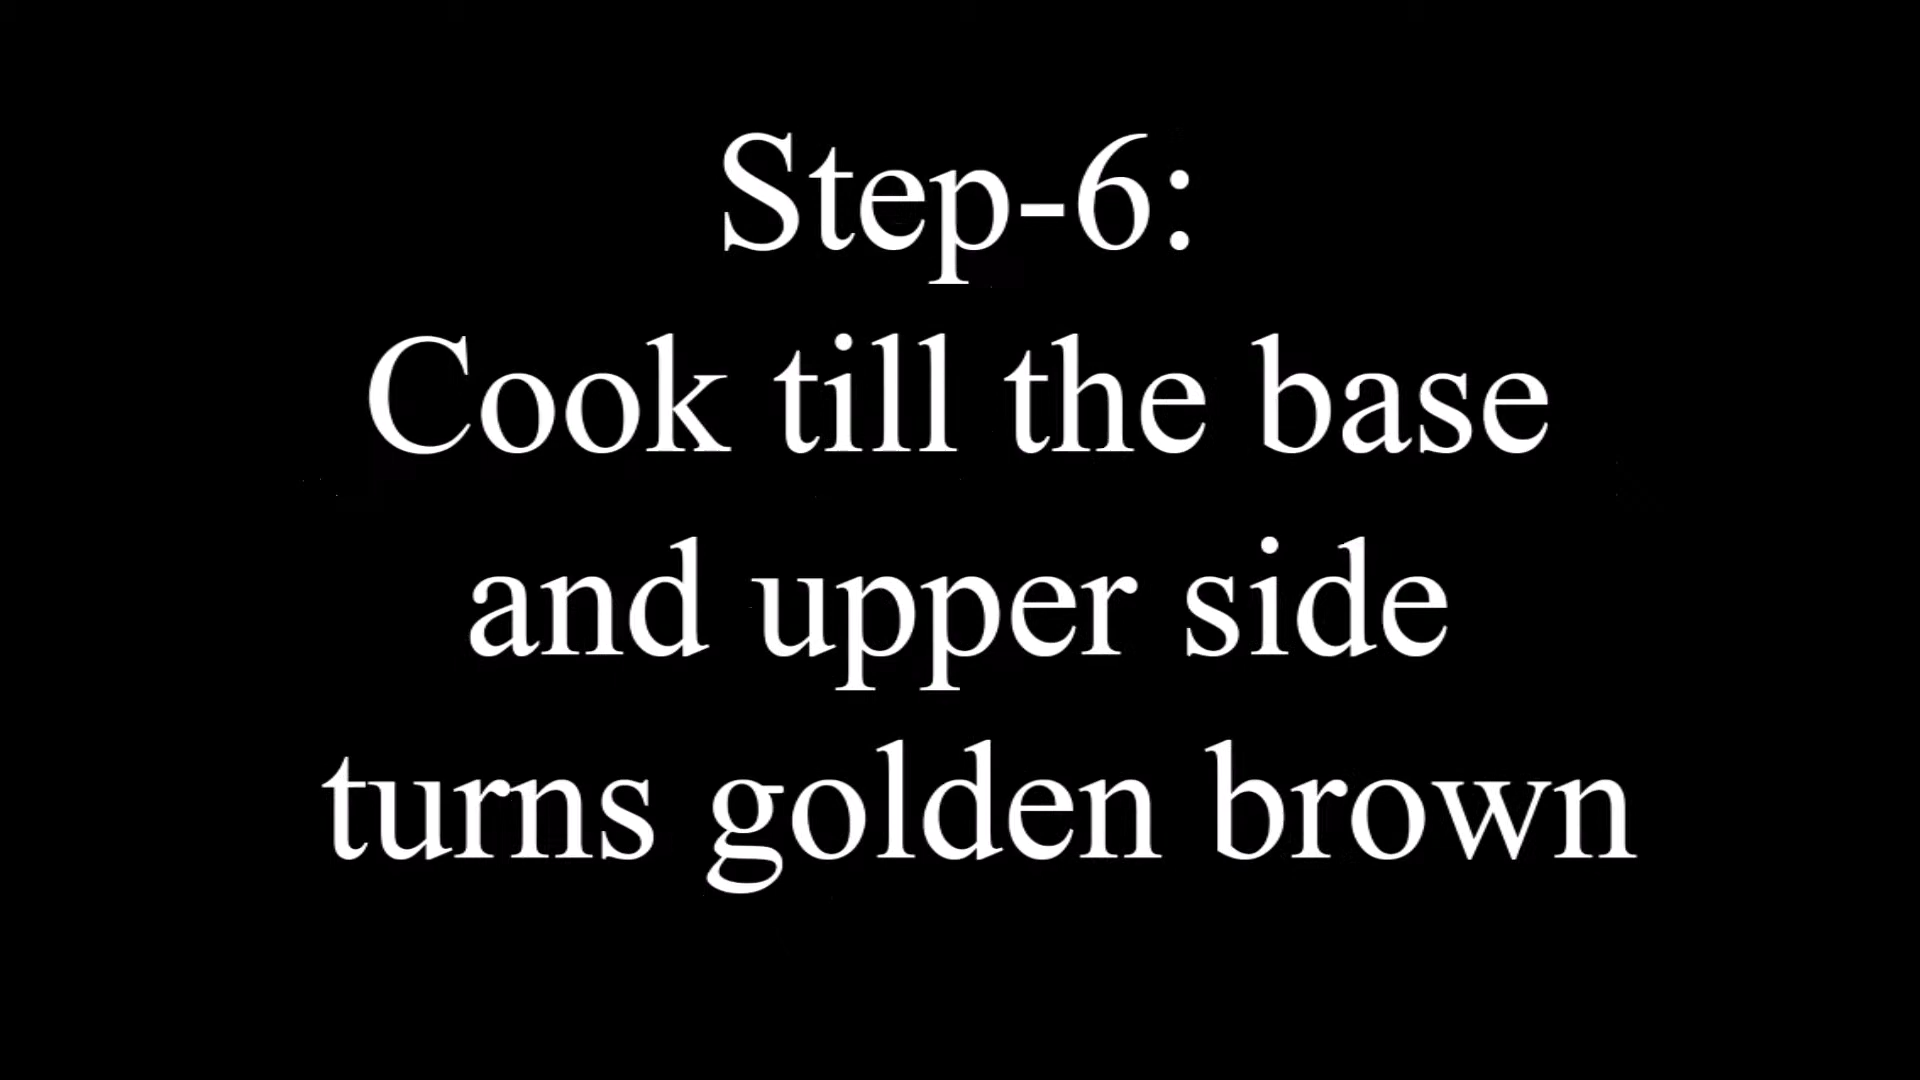 Step-6:
Cook till the base
and upper side
turns golden brown